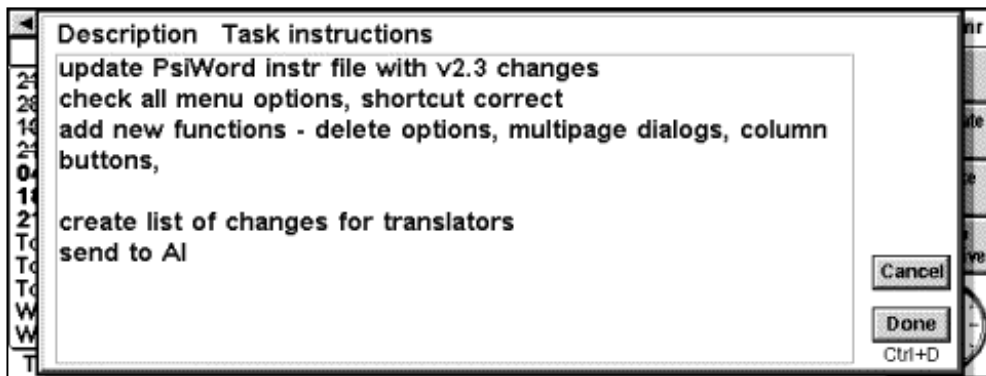 Description Task instructions
update PsiWord instr file with v2.3 changes
check all menu options, shortcut correct
add new functions - delete options, multipage dialogs, column
buttons,
create list of changes for translators
send to Al
Cancel
Done
Ctrl+D